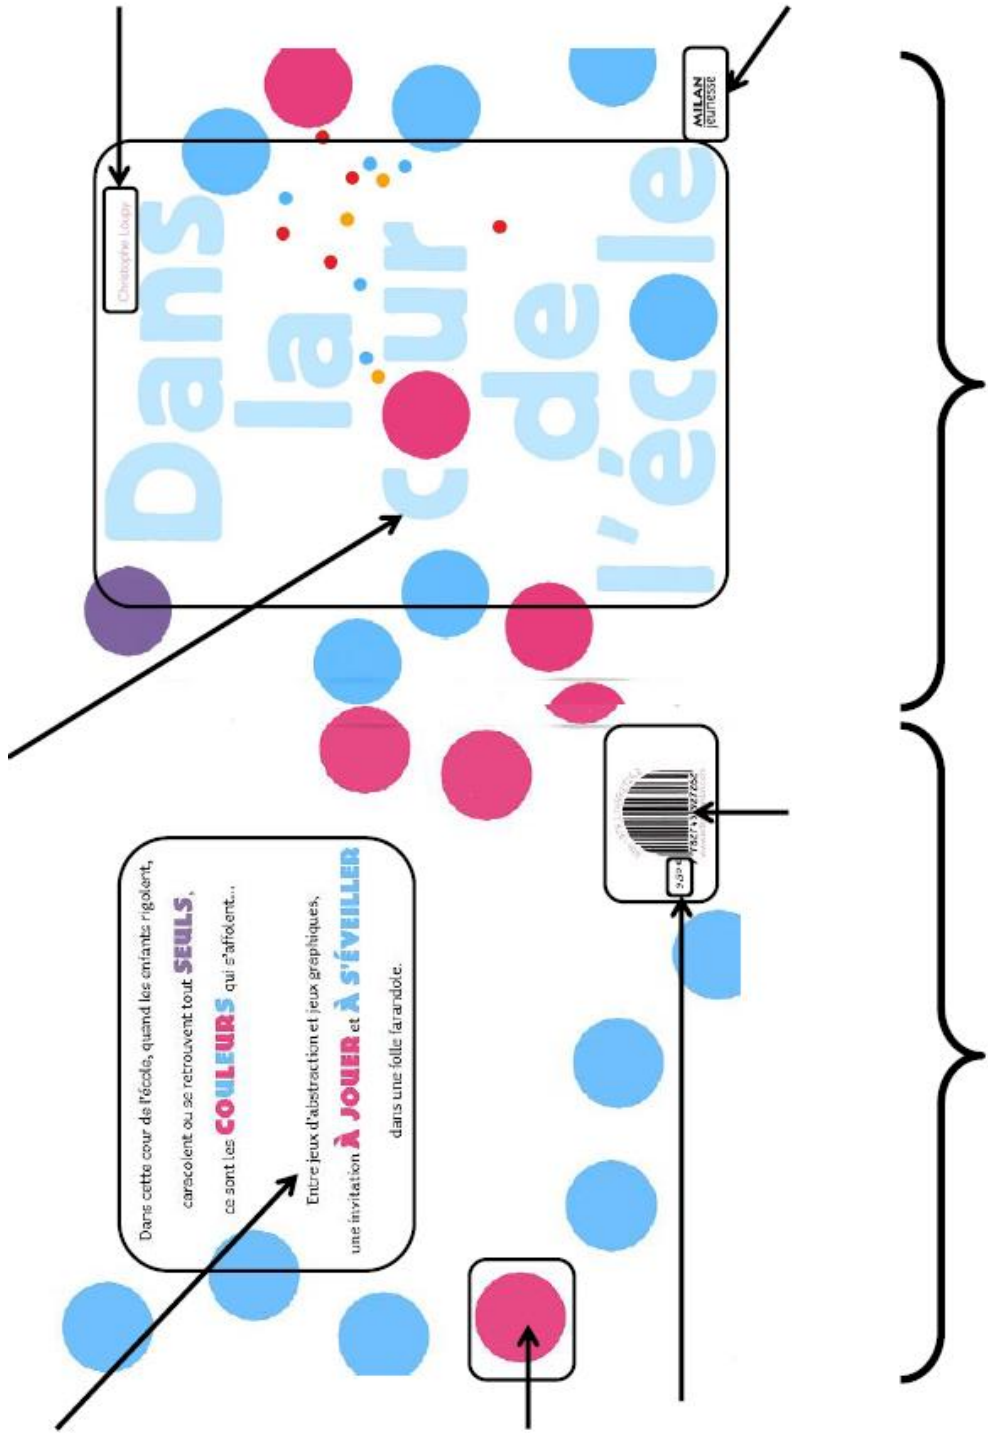 Christophe Loupy
Dans
la
cour
de
l'école
MILAN
jeunesse
Dans cette cour de l'école, quand les enfants rigolent,
caracolent ou se retrouvent tout SEULS,
ce sont les COULEURS qui s'affolent...
Entre jeux d'abstraction et jeux graphiques,
une invitation À JOUER et À S'ÉVEILLER
dans une folle farandole.